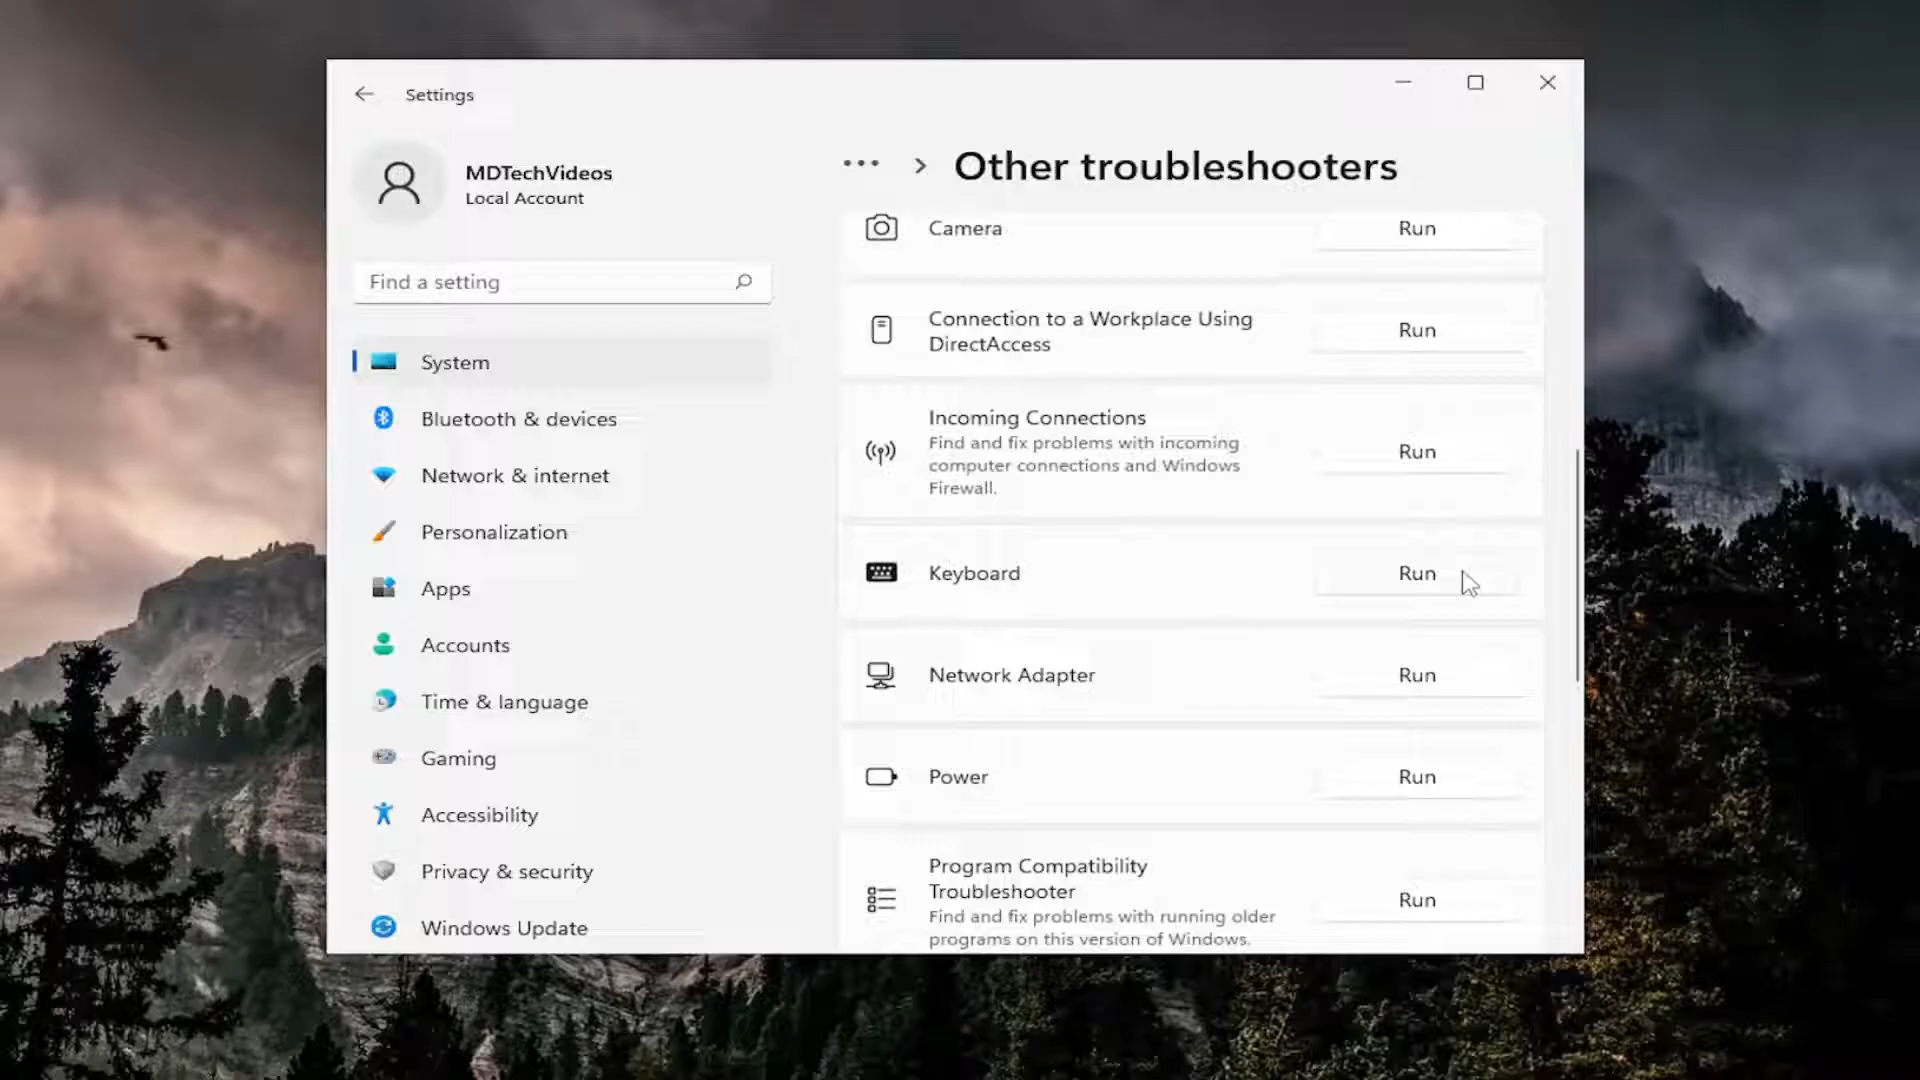 Settings
MDTechVideos
Local Account
Find a setting
System
Bluetooth & devices
Network & internet
Personalization
Apps
Accounts
Time & language
Gaming
Accessibility
Privacy & security
Windows Update
... > Other troubleshooters
Camera
Run
Connection to a Workplace Using
DirectAccess
Run
Incoming Connections
Find and fix problems with incoming
computer connections and Windows
Firewall.
Run
Keyboard
Run
Network Adapter
Run
Power
Run
Program Compatibility
Troubleshooter
Find and fix problems with running older
programs on this version of Windows.
Run